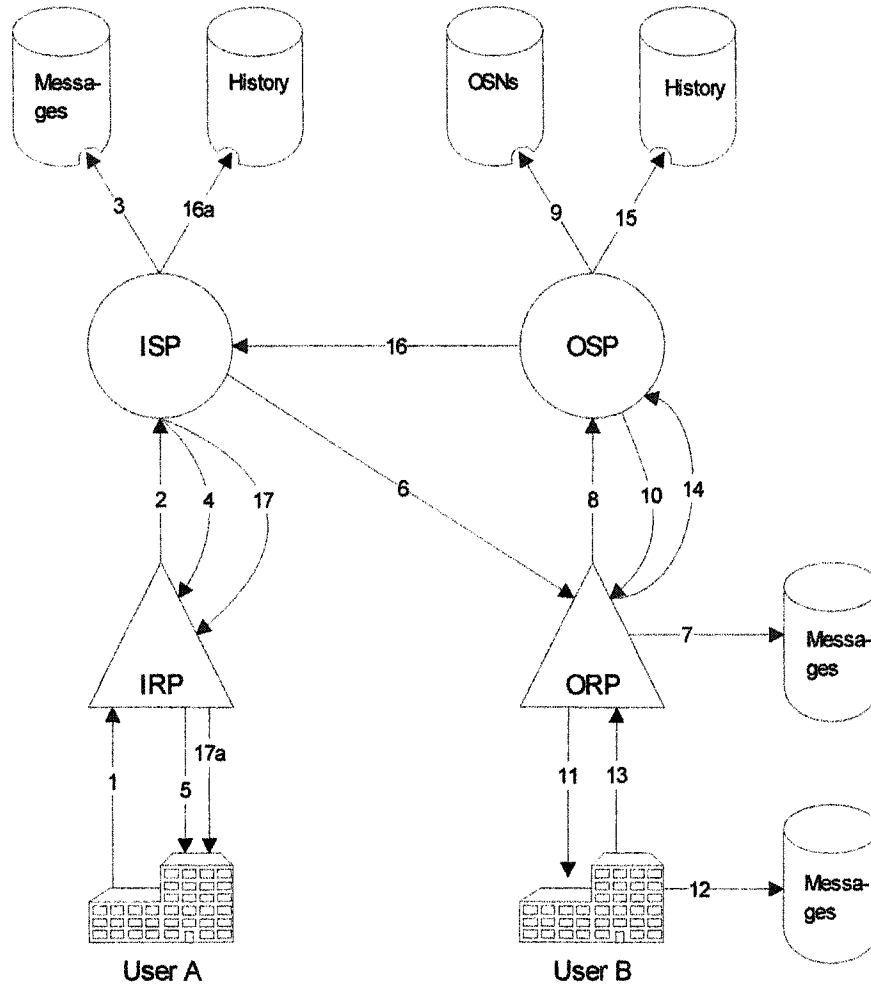 Messa-
ges
History
OSNs
History
3
16a
9
15
ISP
16
OSP
2
4
17
6
8
10
14
7
Messa-
ges
IRP
ORP
1
5
17a
11
13
12
Messa-
ges
User A
User B